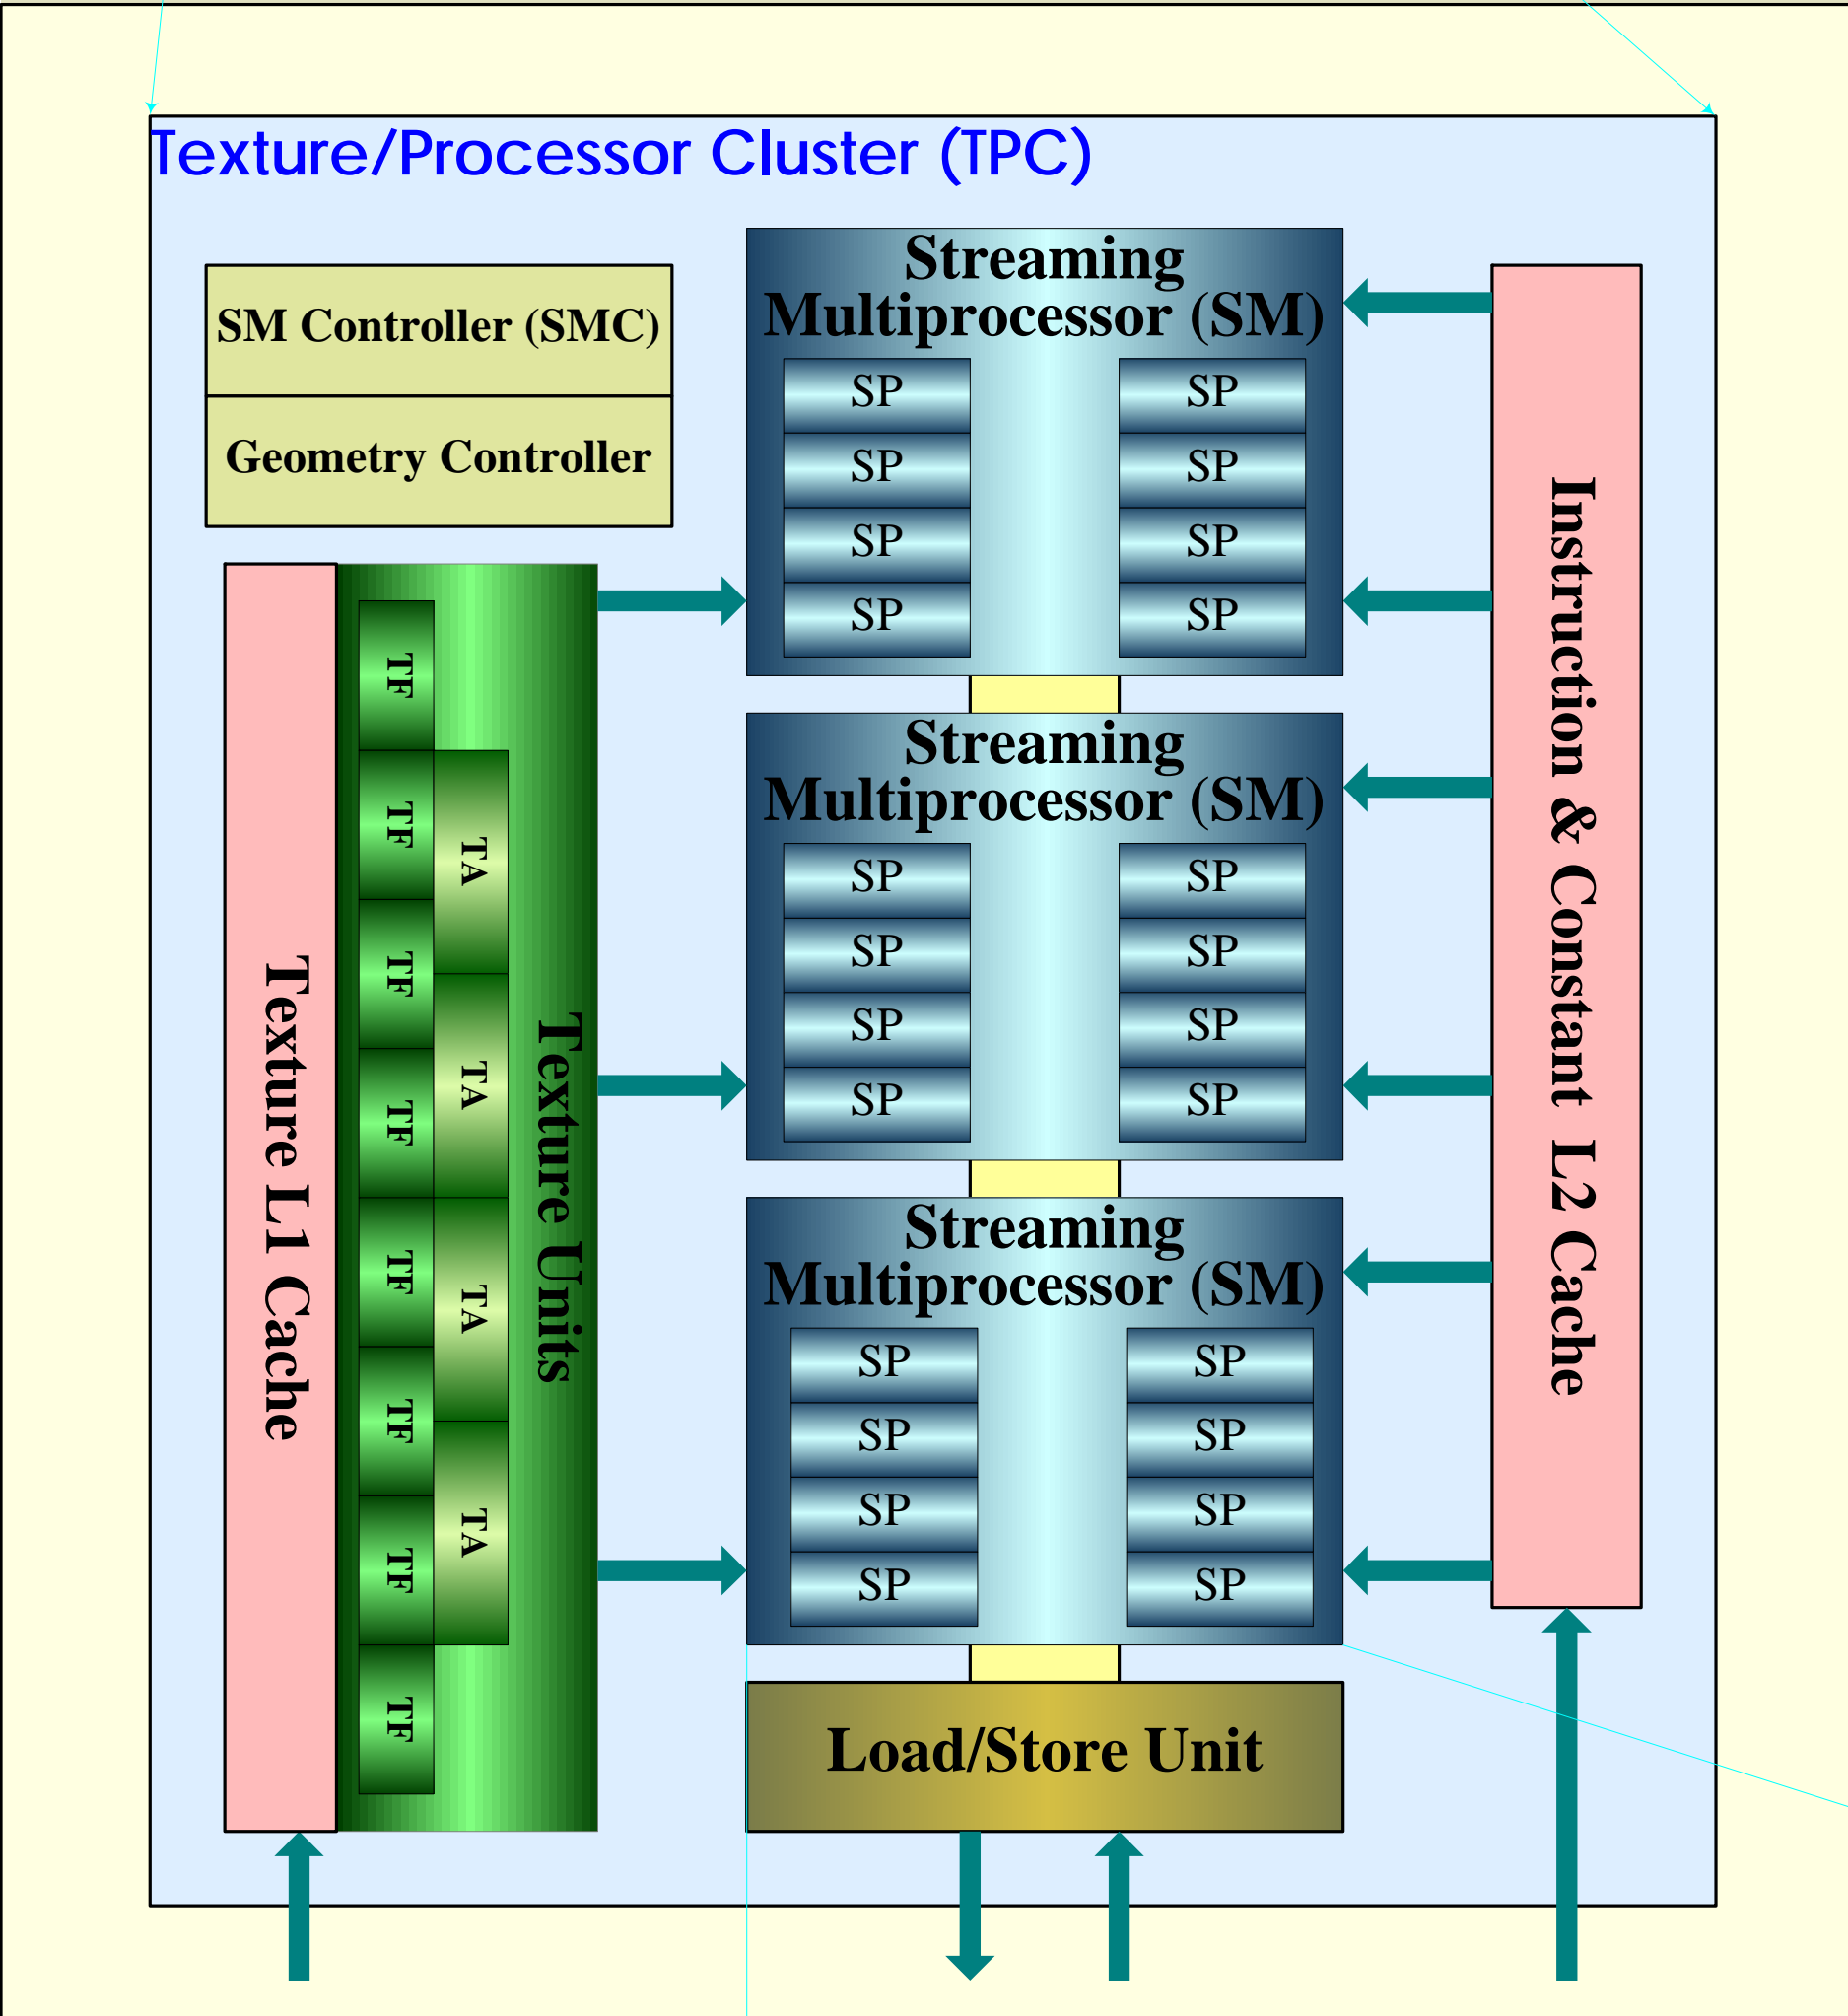 Texture/Processor Cluster (TPC)
SM Controller (SMC)
Geometry Controller
Texture L1 Cache
TF
TF
TF
TF
TF
TF
TF
TF
TA
TA
TA
TA
Texture Units
Streaming
Multiprocessor (SM)
SP SP
SP SP
SP SP
SP SP
Streaming
Multiprocessor (SM)
SP SP
SP SP
SP SP
SP SP
Streaming
Multiprocessor (SM)
SP SP
SP SP
SP SP
SP SP
Load/Store Unit
Instruction & Constant L2 Cache